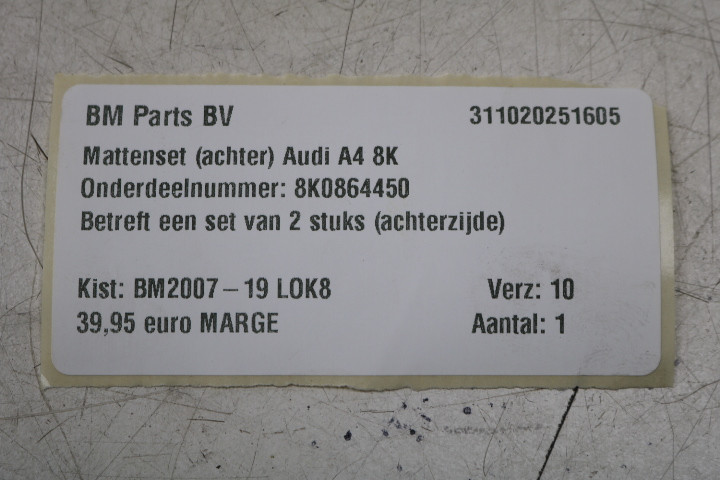 BM Parts BV 311020251605
Mattenset (achter) Audi A4 8K
Onderdeelnummer: 8K0864450
Betreft een set van 2 stuks (achterzijde)
Kist: BM2007-19 LOK8 Verz: 10
39,95 euro MARGE Aantal: 1